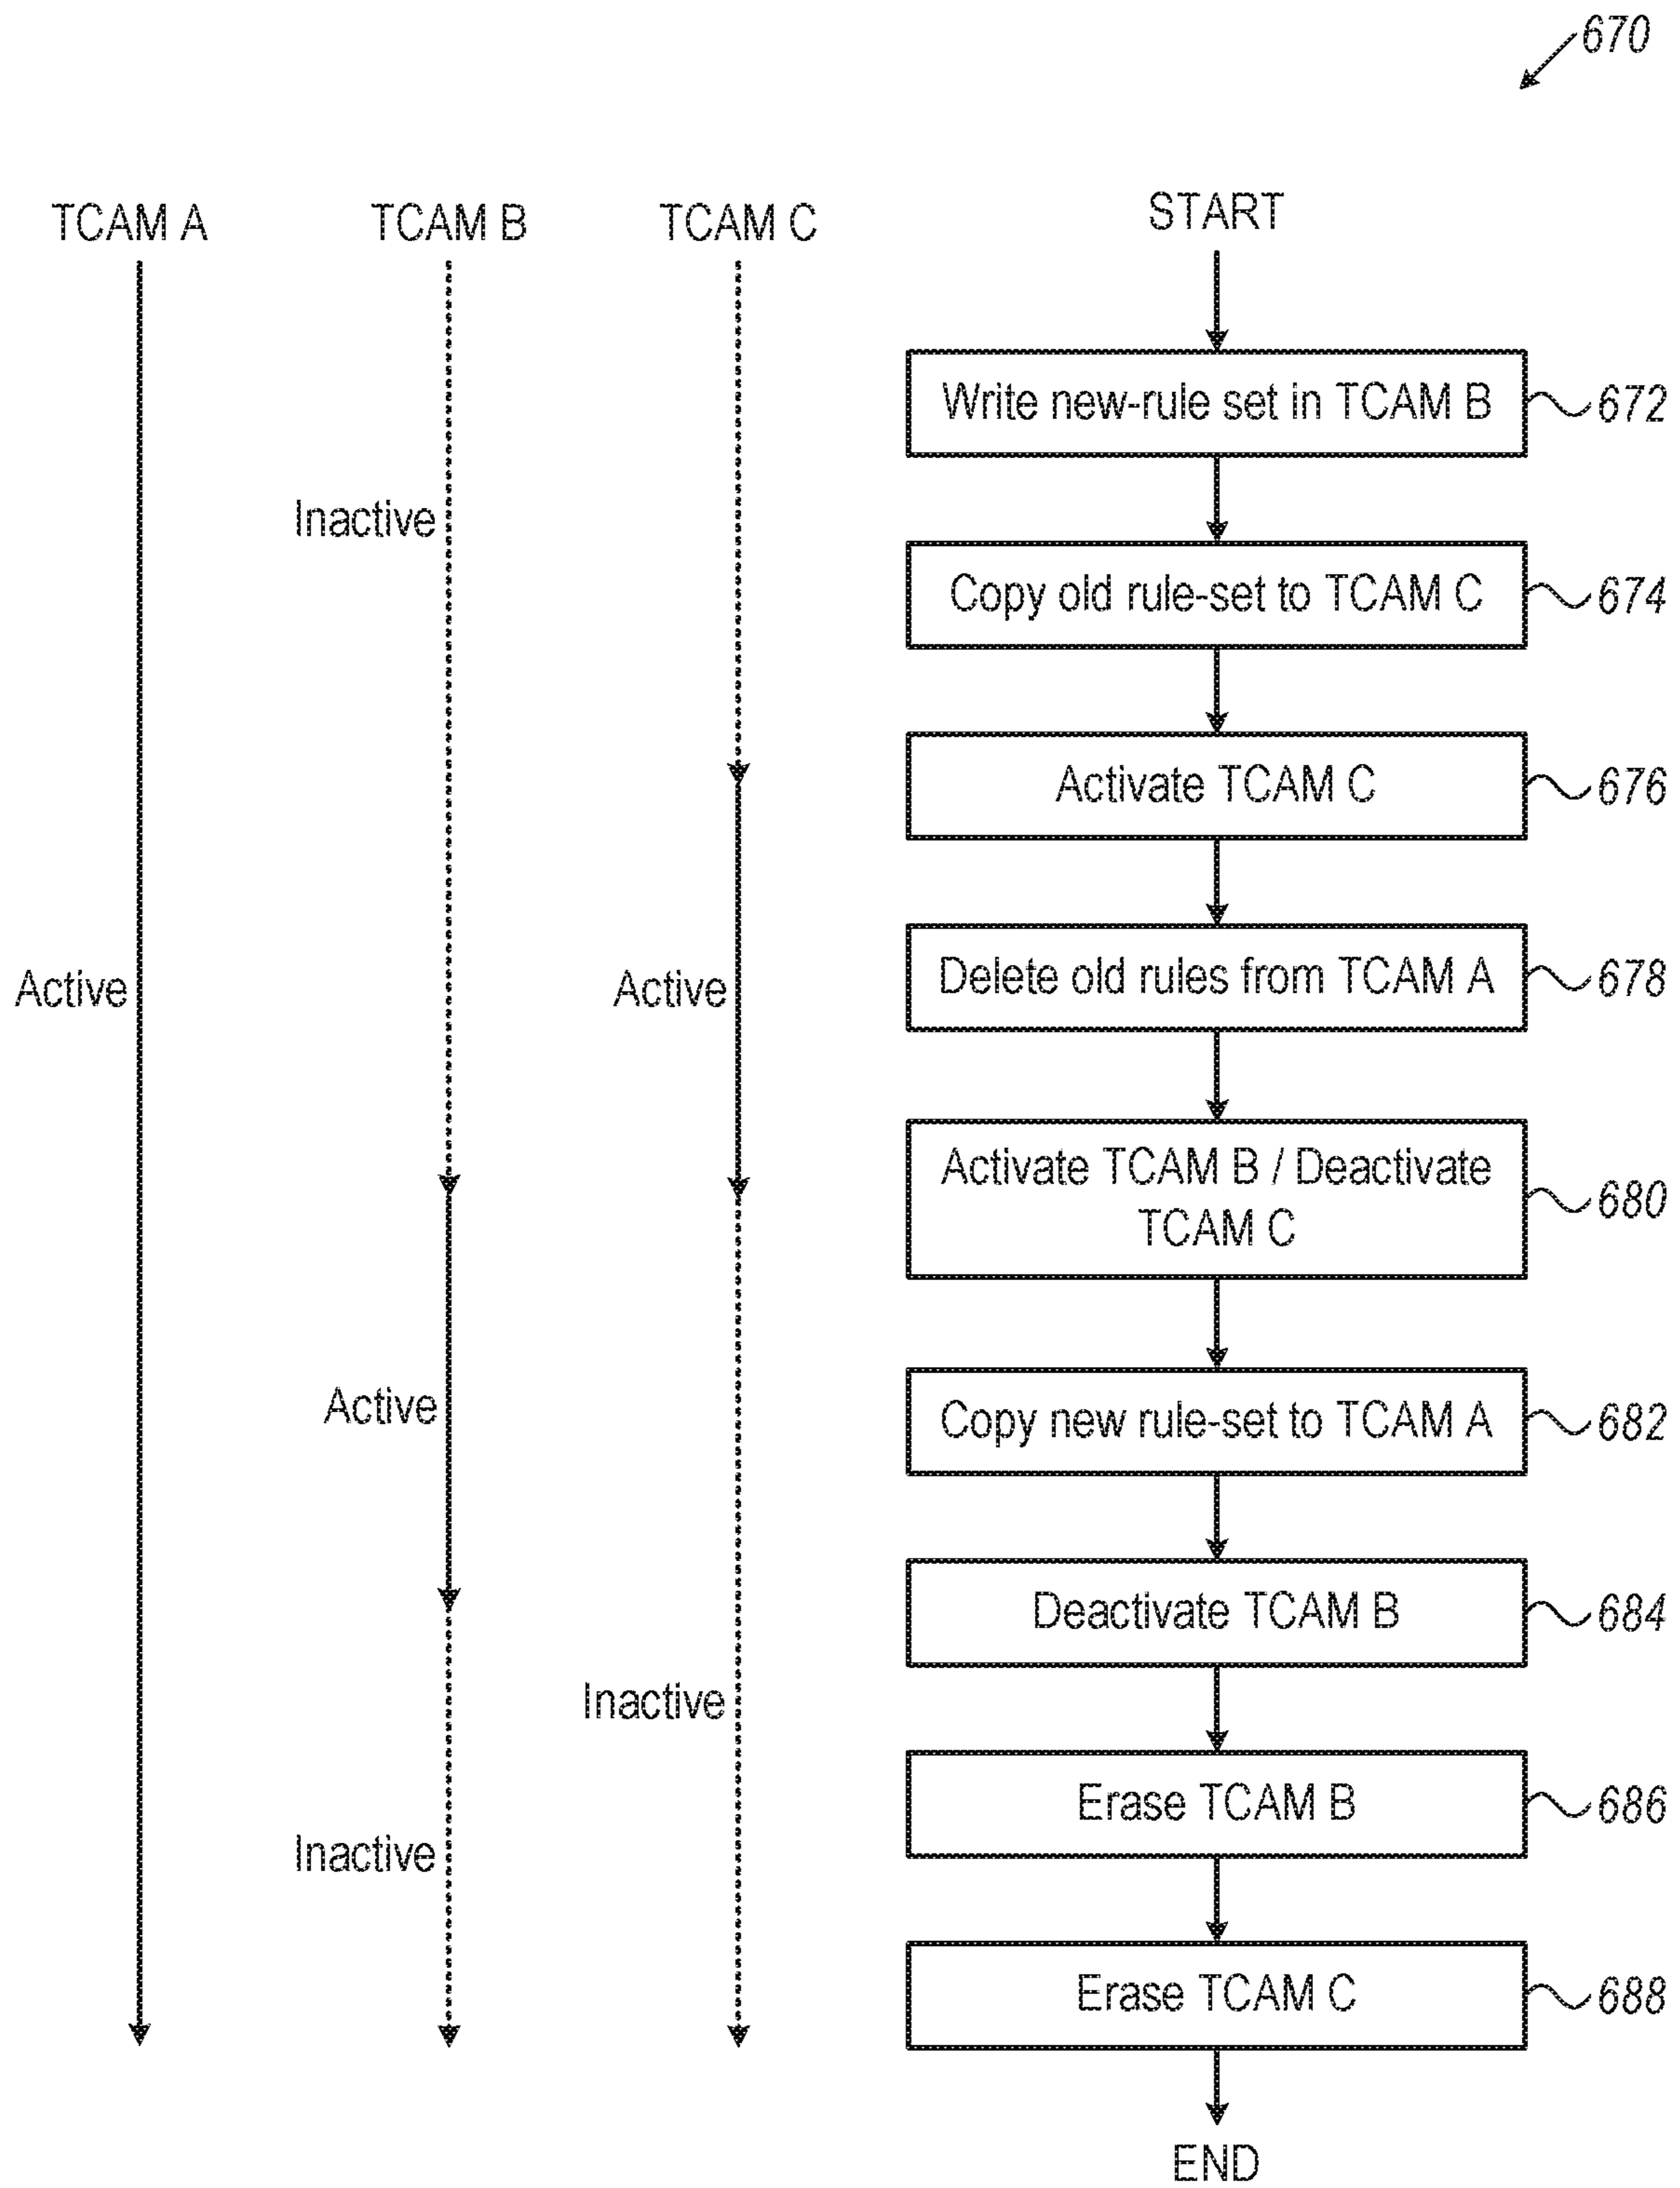 670
TCAM A
TCAM B
TCAM C
START
Write new-rule set in TCAM B
672
Inactive
Copy old rule-set to TCAM C
674
Activate TCAM C
676
Active
Active
Delete old rules from TCAM A
678
Activate TCAM B / Deactivate
TCAM C
680
Active
Copy new rule-set to TCAM A
682
Deactivate TCAM B
684
Inactive
Erase TCAM B
686
Inactive
Erase TCAM C
688
END